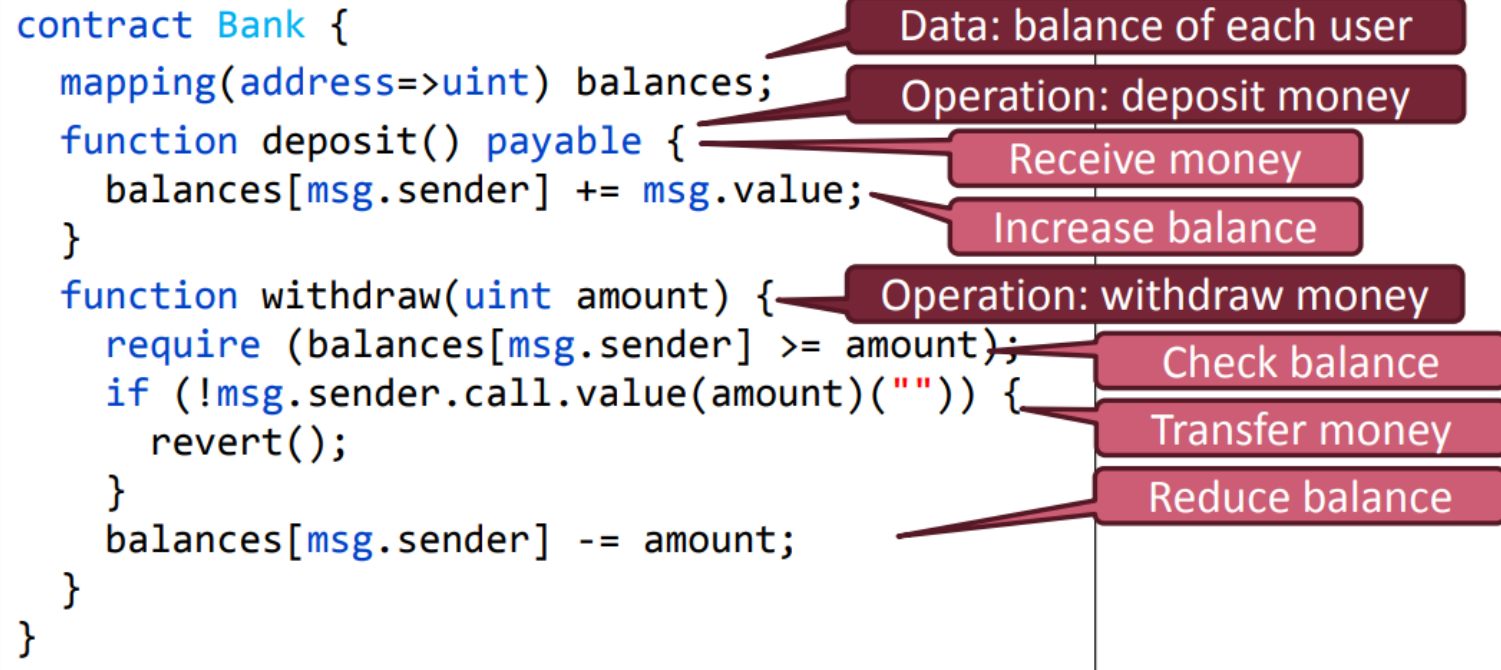 contract Bank {
Data: balance of each user
mapping(address=>uint) balances;
Operation: deposit money
function deposit() payable {
Receive money
balances[msg.sender] += msg.value;
Increase balance
}
function withdraw(uint amount) {
Operation: withdraw money
require (balances[msg.sender] >= amount);
Check balance
if (!msg.sender.call.value(amount)("")) {
Transfer money
revert();
}
Reduce balance
balances[msg.sender] -= amount;
}
}